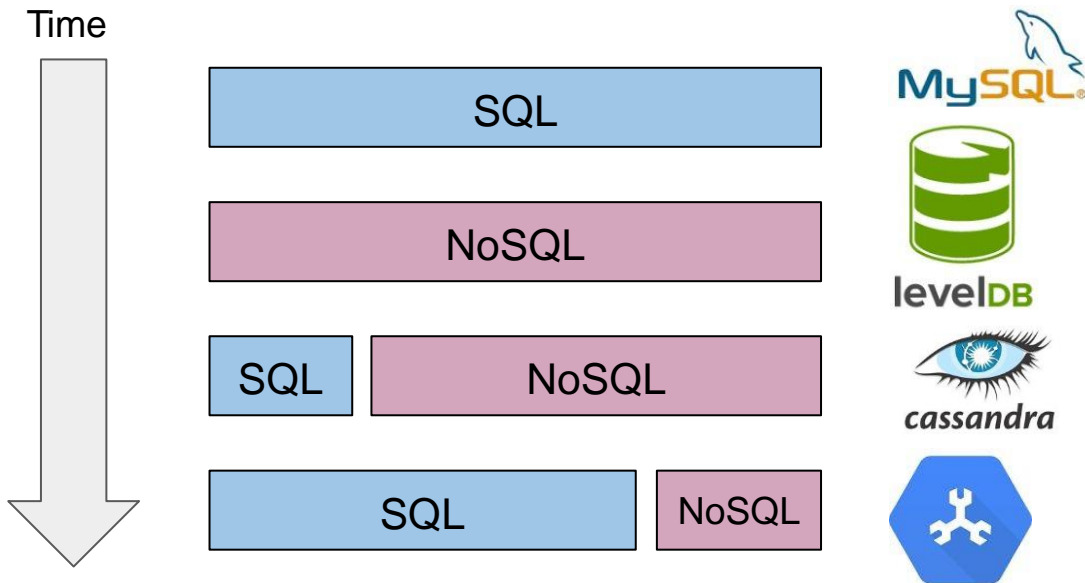 Time
SQL
MySQL®
NoSQL
levelDB
SQL NoSQL
cassandra
SQL NoSQL